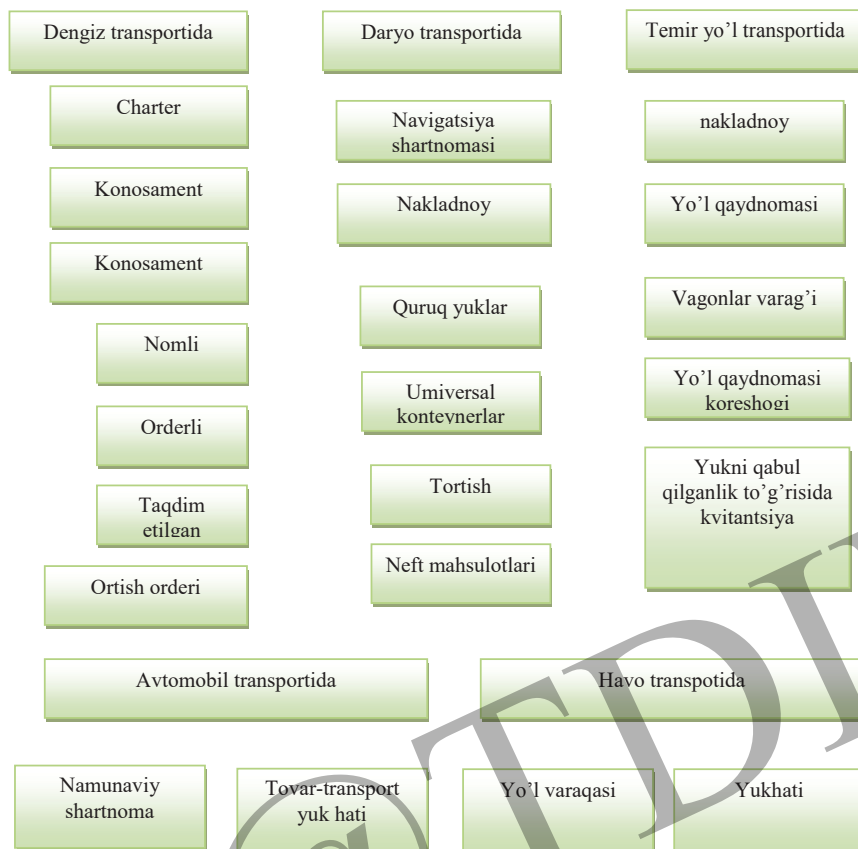 Dengiz transportida
Daryo transportida
Temir yo’l transportida
Charter
Navigatsiya
shartnomasi
nakladnoy
Konosament
Nakladnoy
Yo’l qaydnomasi
Konosament
Quruq yuklar
Vagonlar varag’i
Nomli
Umiversal
konteynerlar
Yo’l qaydnomasi
koreshogi
Orderli
Tortish
Yukni qabul
qilganlik to’g’risida
kvitantsiya
Taqdim
etilgan
Neft mahsulotlari
Ortish orderi
Avtomobil transportida
Havo transpotida
Namunaviy
shartnoma
Tovar-transport
yuk hati
Yo’l varaqasi
Yukhati